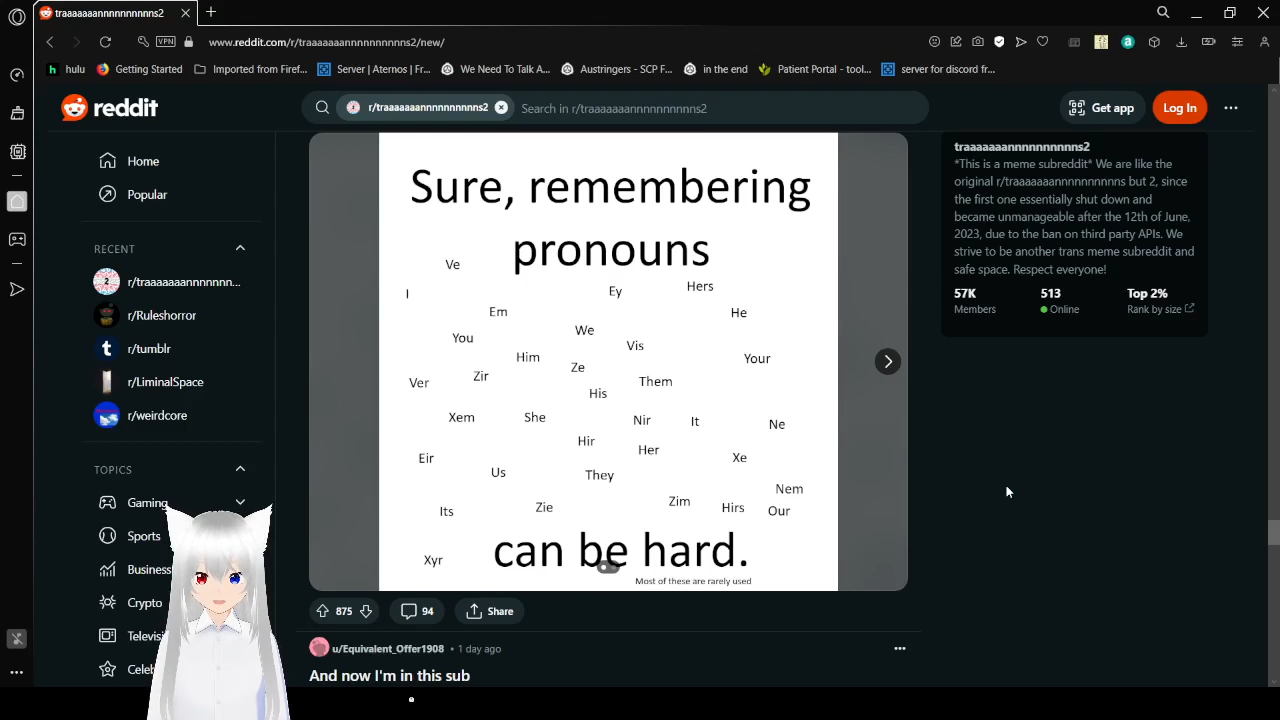 traaaaaaannnnnnnnnns2
VPN
www.reddit.com/r/traaaaaaannnnnnnnnns2/new/
h hulu
Getting Started
Imported from Firef...
Server | Aternos | Fr...
We Need To Talk A...
Austringers - SCP F...
in the end
Patient Portal - tool...
server for discord fr...
reddit
r/traaaaaaannnnnnnnnns2
Search in r/traaaaaaannnnnnnnnns2
Get app
Log In
Home
Popular
RECENT
r/traaaaaaannnnnnn...
r/Ruleshorror
r/tumblr
r/LiminalSpace
r/weirdcore
TOPICS
Gaming
Sports
Business
Crypto
Televisi
Celeb
Sure, remembering
pronouns
Ve
I Ey Hers
Em He
You We Vis
Him Your
Ze
Ver Zir Them
His
Xem She Nir It Ne
Hir Her
Eir Xe
Us They
Nem
Its Zie Zim Hirs Our
Xyr
can be hard.
Most of these are rarely used
875
94
Share
u/Equivalent_Offer1908 • 1 day ago
And now I'm in this sub
traaaaaaannnnnnnnnns2
*This is a meme subreddit* We are like the
original r/traaaaaaannnnnnnnnns but 2, since
the first one essentially shut down and
became unmanageable after the 12th of June,
2023, due to the ban on third party APIs. We
strive to be another trans meme subreddit and
safe space. Respect everyone!
57K 513 Top 2%
Members Online Rank by size